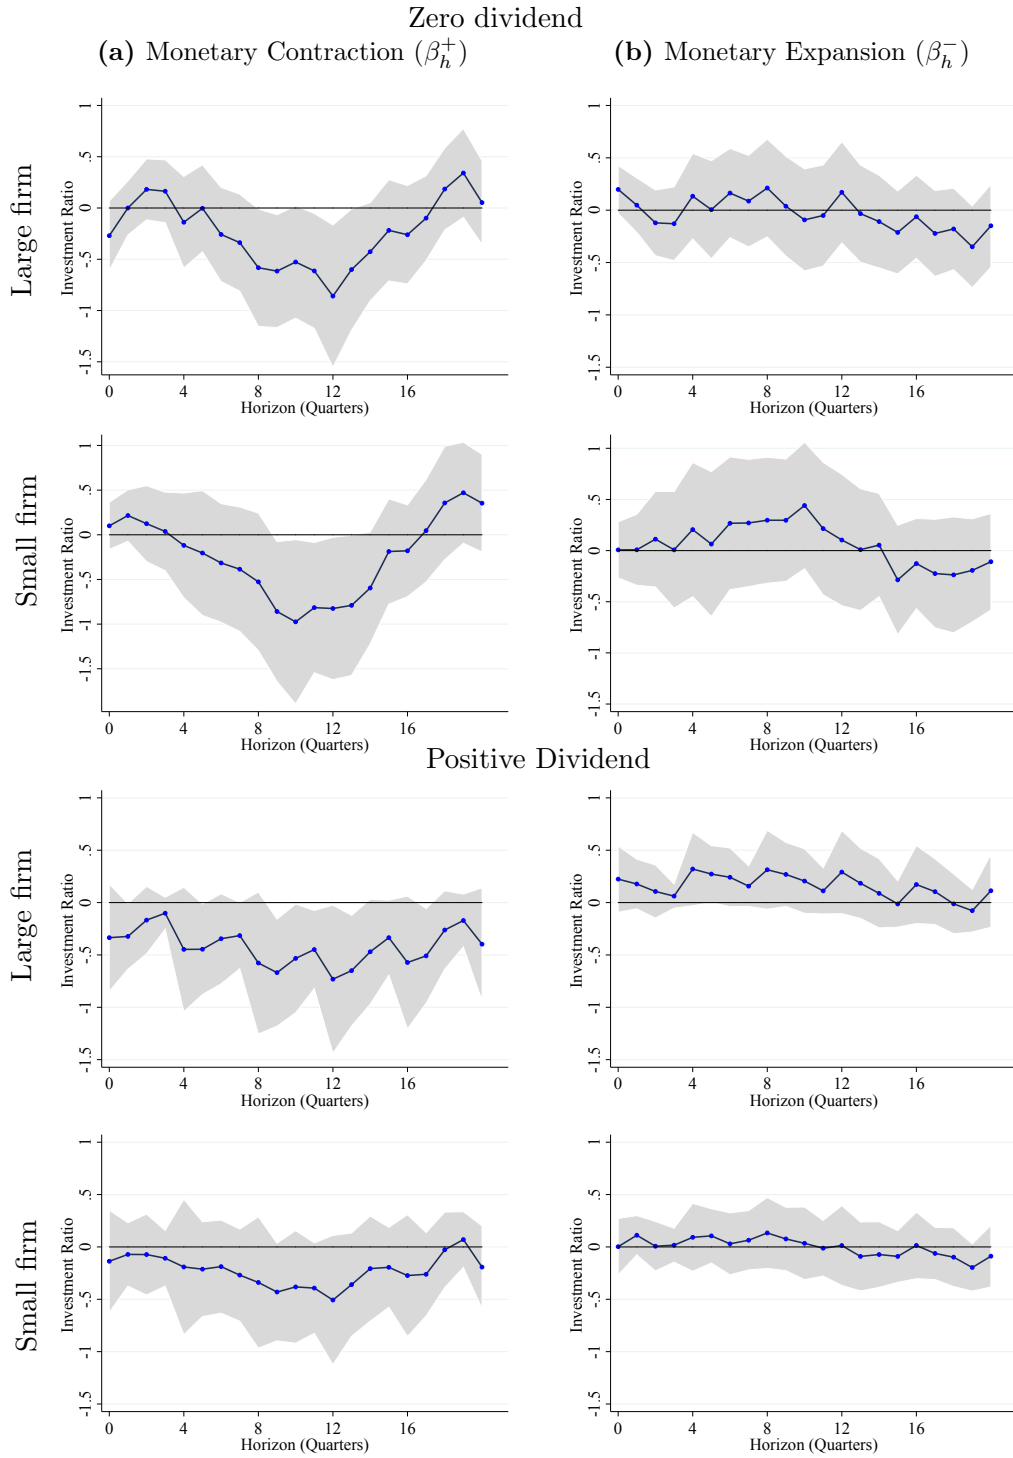 Zero dividend
(a) Monetary Contraction (β_h^+)
(b) Monetary Expansion (β_h^-)
Large firm
Investment Ratio
1
.5
0
-.5
-1
-1.5
0 4 8 12 16
Horizon (Quarters)
Investment Ratio
1
.5
0
-.5
-1
-1.5
0 4 8 12 16
Horizon (Quarters)
Small firm
Investment Ratio
1
.5
0
-.5
-1
-1.5
0 4 8 12 16
Horizon (Quarters)
Investment Ratio
1
.5
0
-.5
-1
-1.5
0 4 8 12 16
Horizon (Quarters)
Positive Dividend
Large firm
Investment Ratio
1
.5
0
-.5
-1
-1.5
0 4 8 12 16
Horizon (Quarters)
Investment Ratio
1
.5
0
-.5
-1
-1.5
0 4 8 12 16
Horizon (Quarters)
Small firm
Investment Ratio
1
.5
0
-.5
-1
-1.5
0 4 8 12 16
Horizon (Quarters)
Investment Ratio
1
.5
0
-.5
-1
-1.5
0 4 8 12 16
Horizon (Quarters)